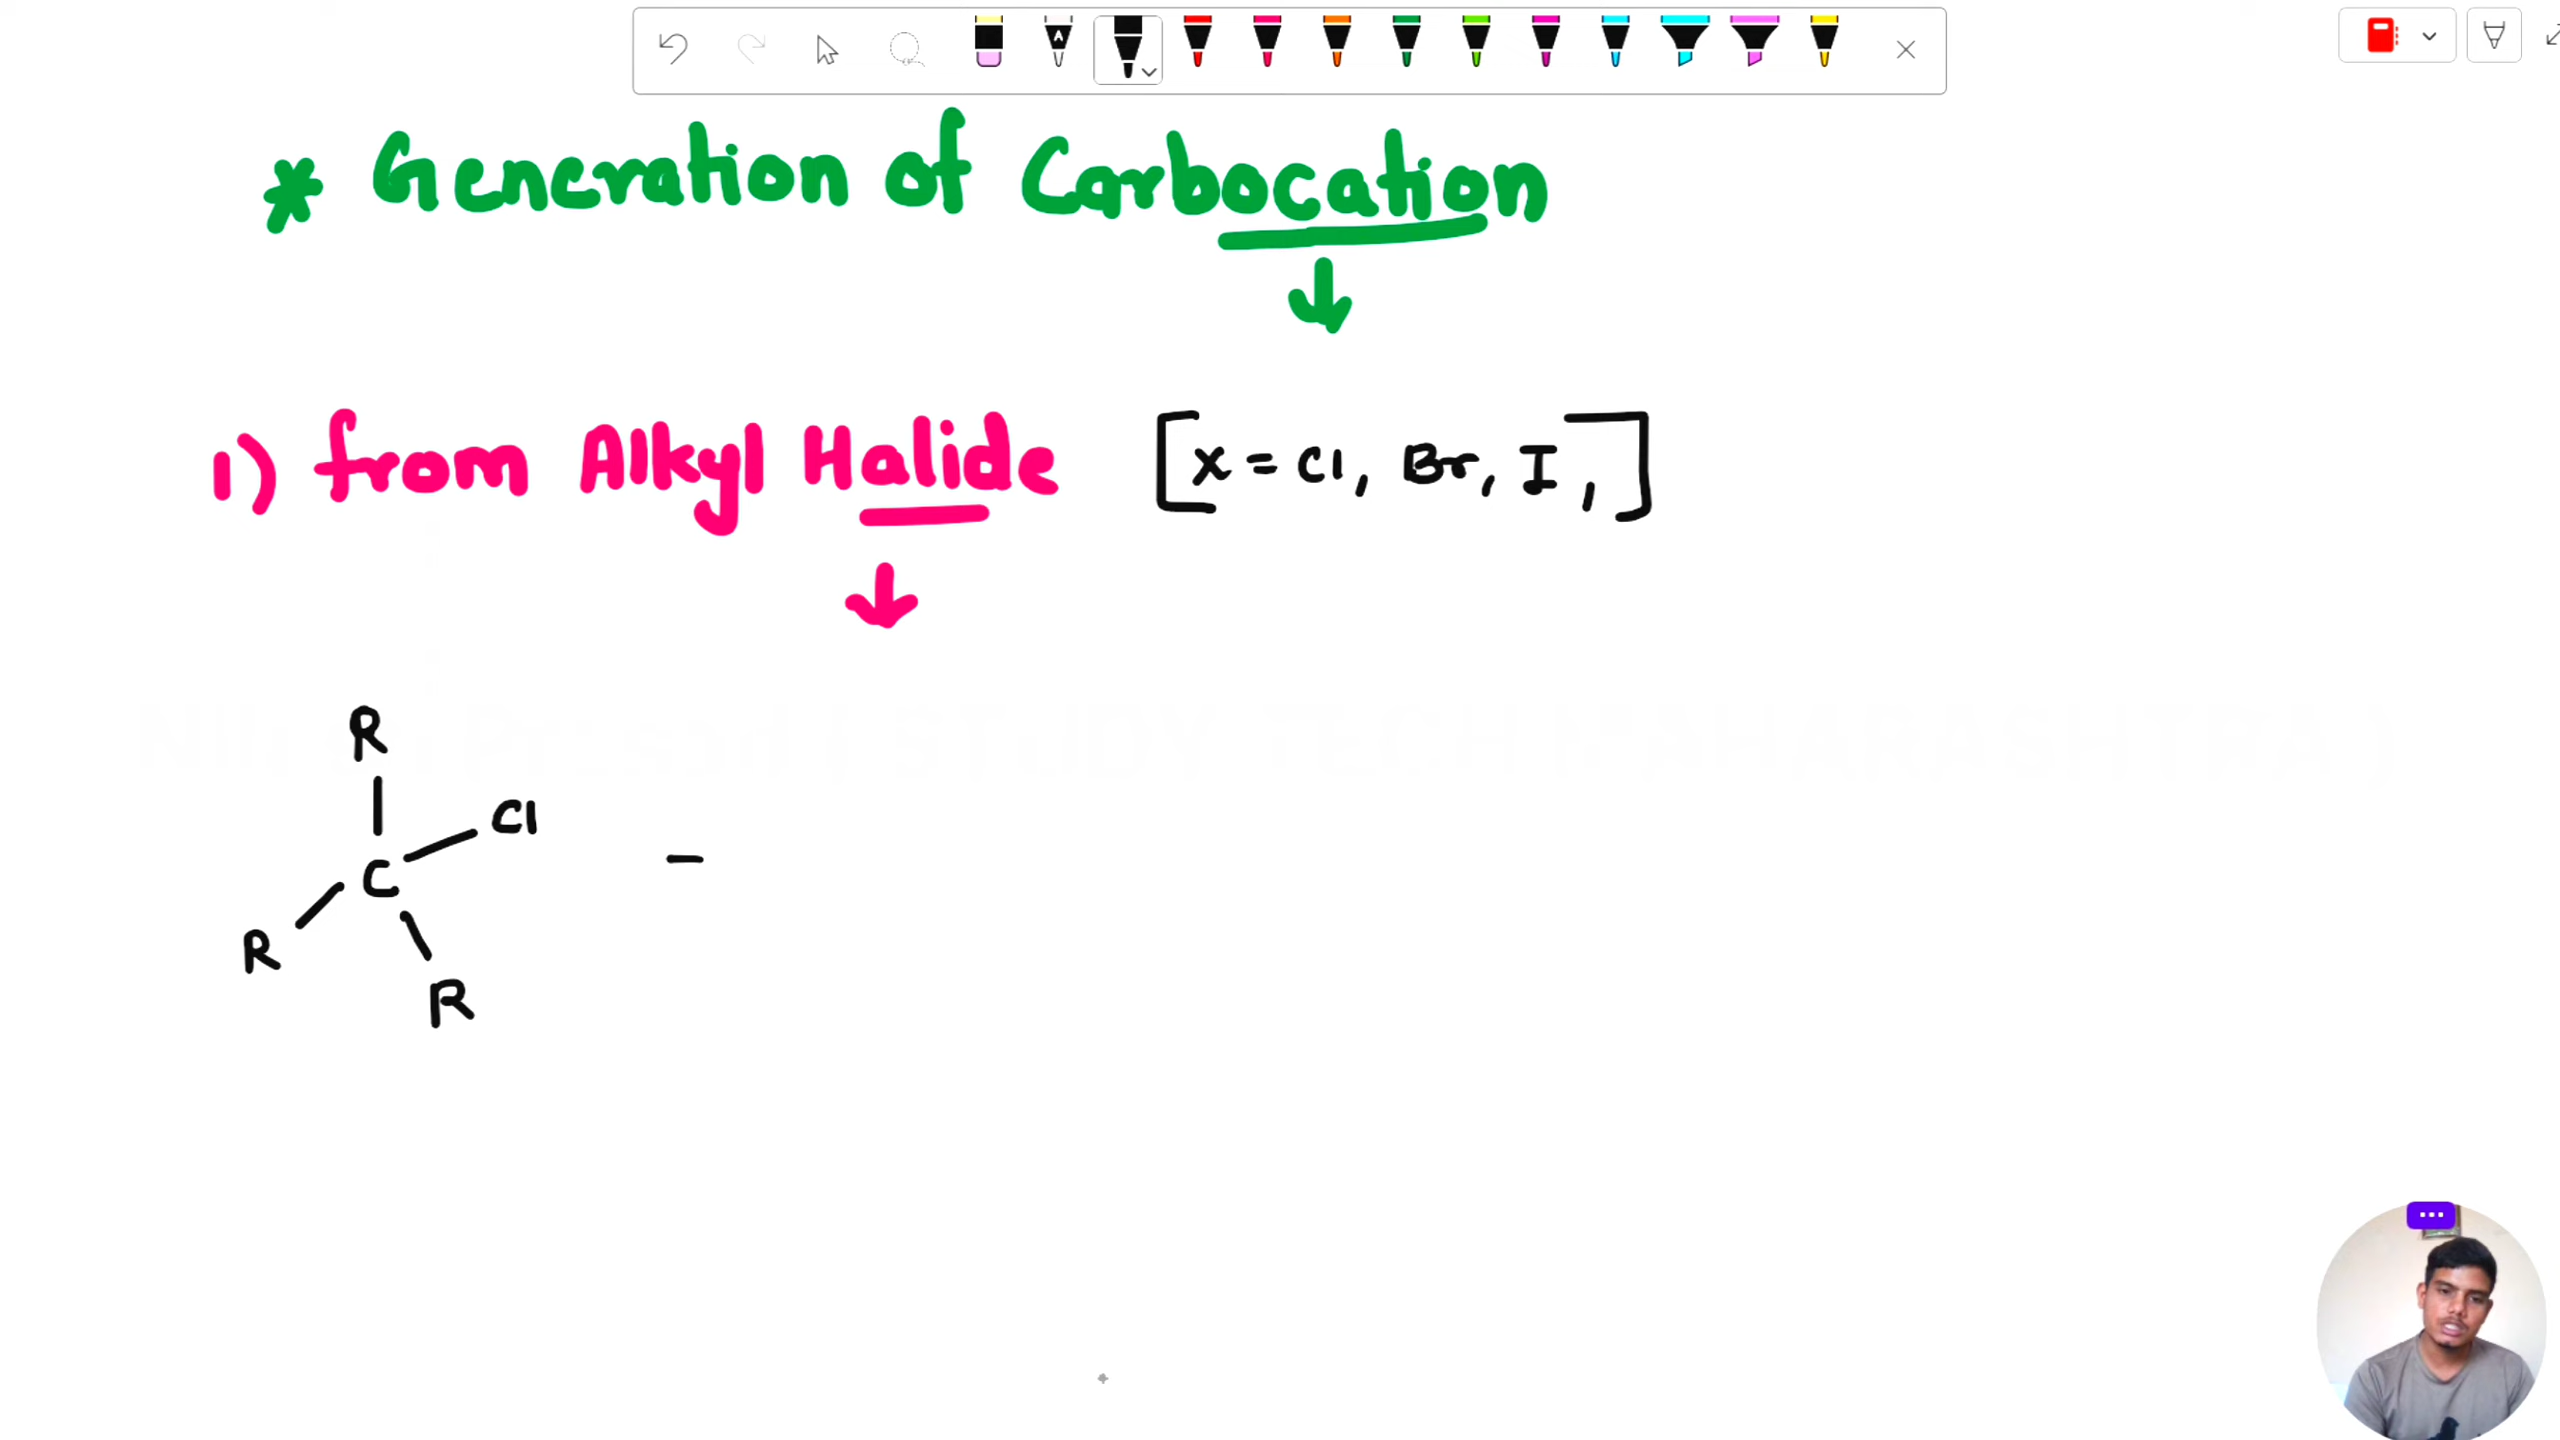 * Generation of Carbocation
1) from Alkyl Halide [x = Cl, Br, I,]
R
Cl
C
R
R